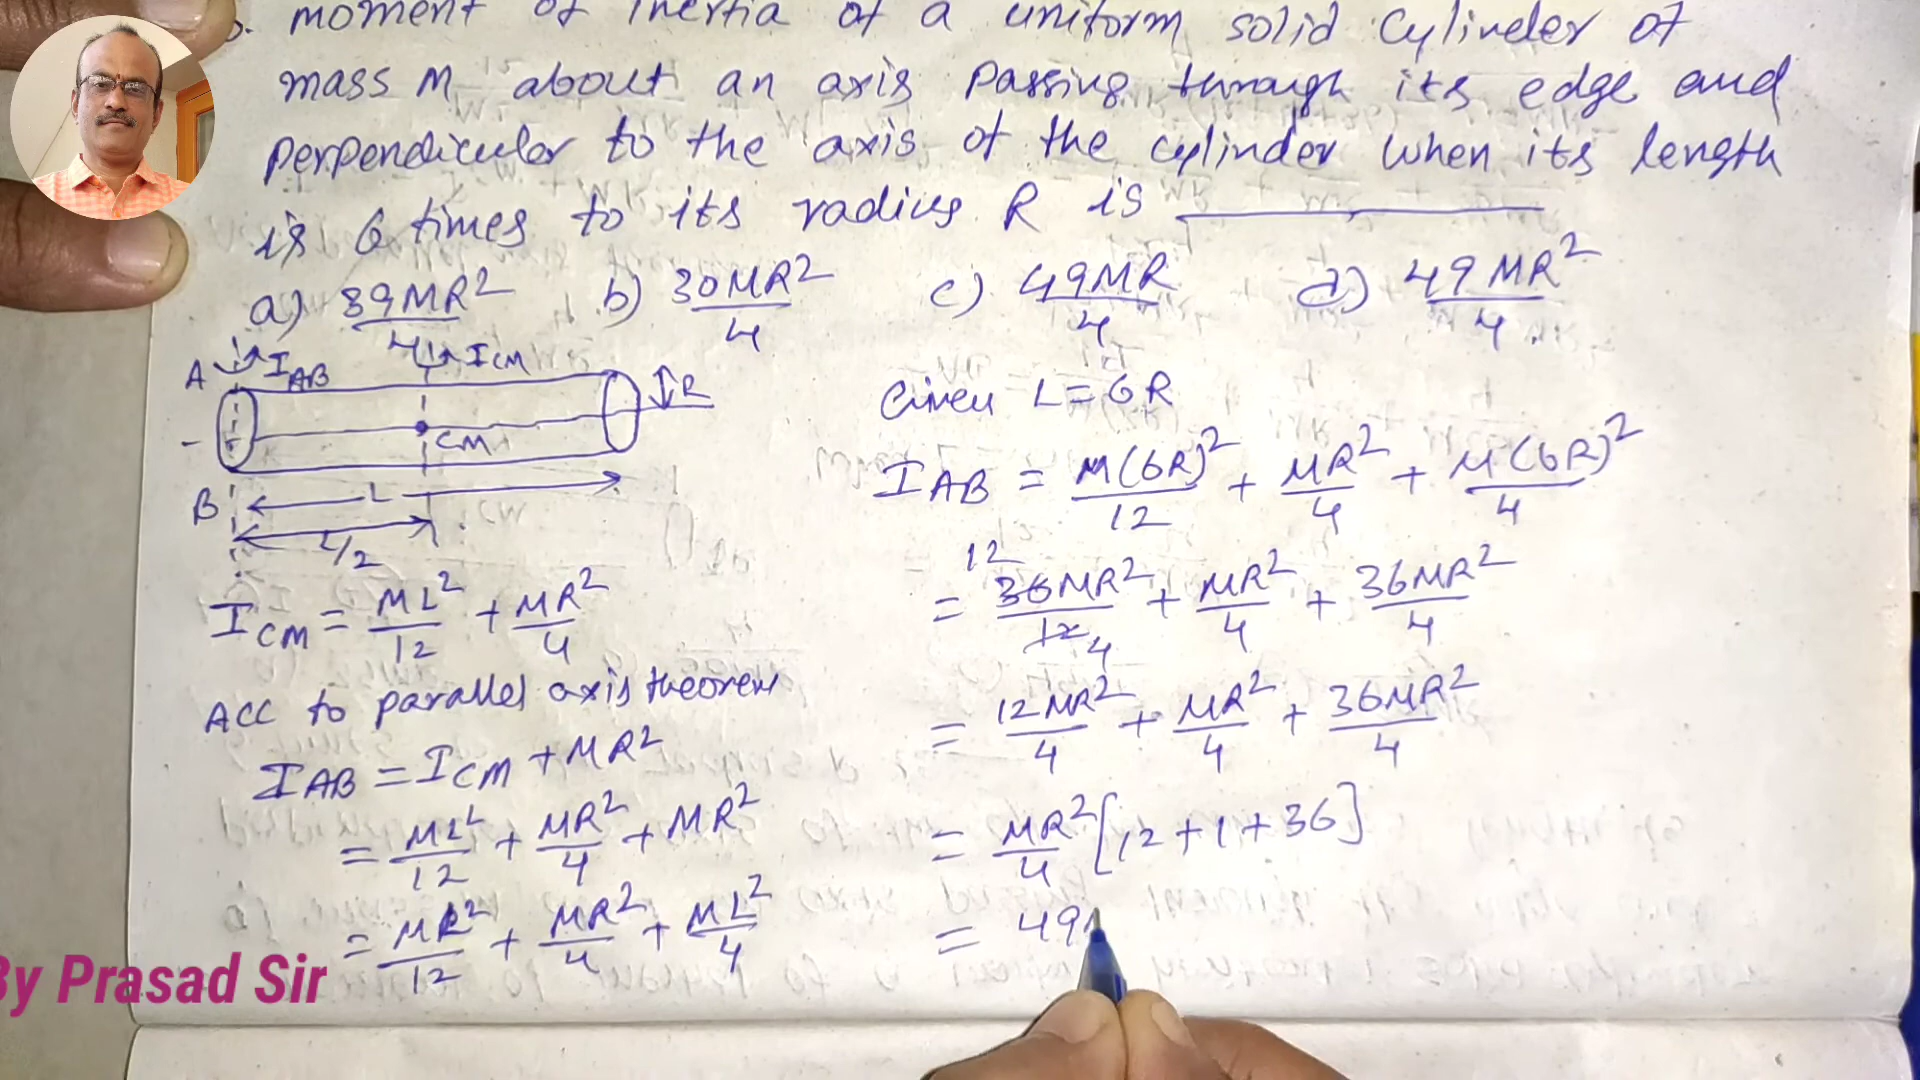 moment of inertia of a uniform solid cylinder of
mass M about an axis passing through its edge and
perpendicular to the axis of the cylinder when its length
is 6 times to its radius R is ____________
a) 39MR²/4 b) 30MR²/4 c) 49MR/4 d) 49MR²/4
A I_AB I_CM
R
CM
B L
L/2
I_CM = ML²/12 + MR²/4
Acc to parallel axis theorem
I_AB = I_CM + MR²
= ML²/12 + MR²/4 + MR²
= ML²/12 + MR²/4 + ML²/4
Given L = 6R
I_AB = M(6R)²/12 + MR²/4 + M(6R)²/4
12
= 36MR²/12 4 + MR²/4 + 36MR²/4
= 12MR²/4 + MR²/4 + 36MR²/4
= MR²/4 [12 + 1 + 36]
= 49
By Prasad Sir